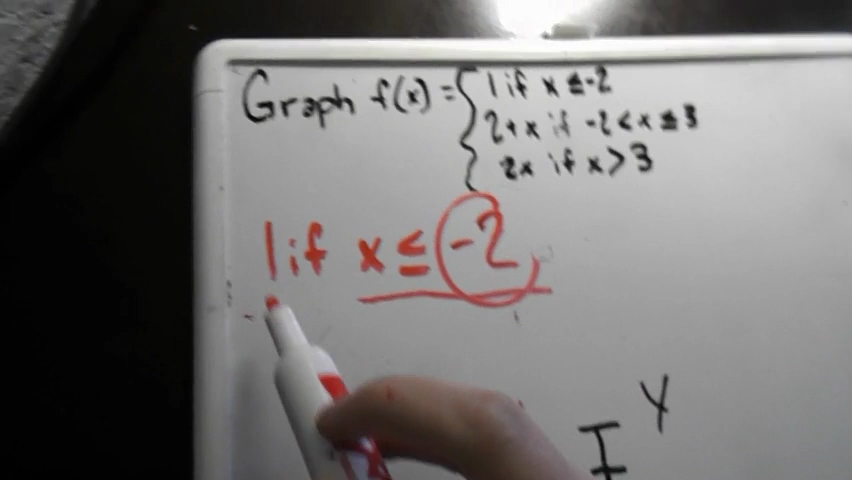 Graph f(x) = { 1 if x ≤ -2
2+x if -2 < x ≤ 3
2x if x > 3
1 if x ≤ -2
Y